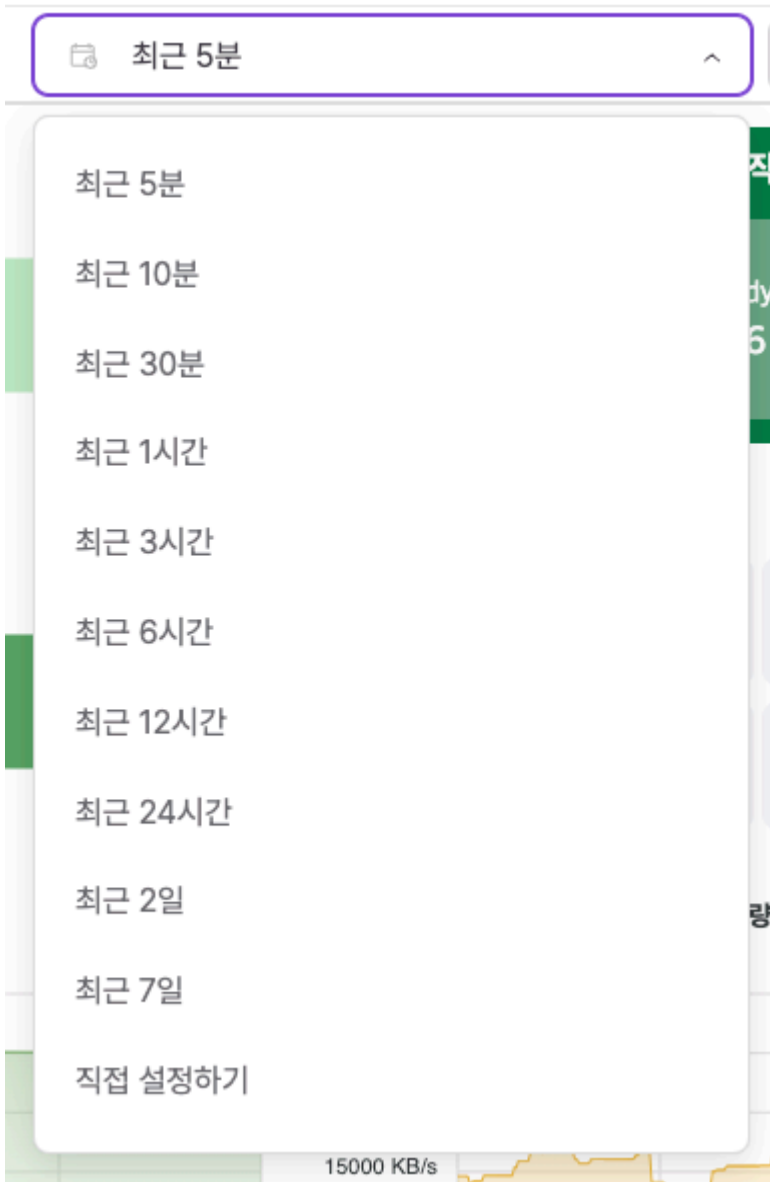 최근 5분
최근 5분
최근 10분
최근 30분
최근 1시간
최근 3시간
최근 6시간
최근 12시간
최근 24시간
최근 2일
최근 7일
직접 설정하기
15000 KB/s